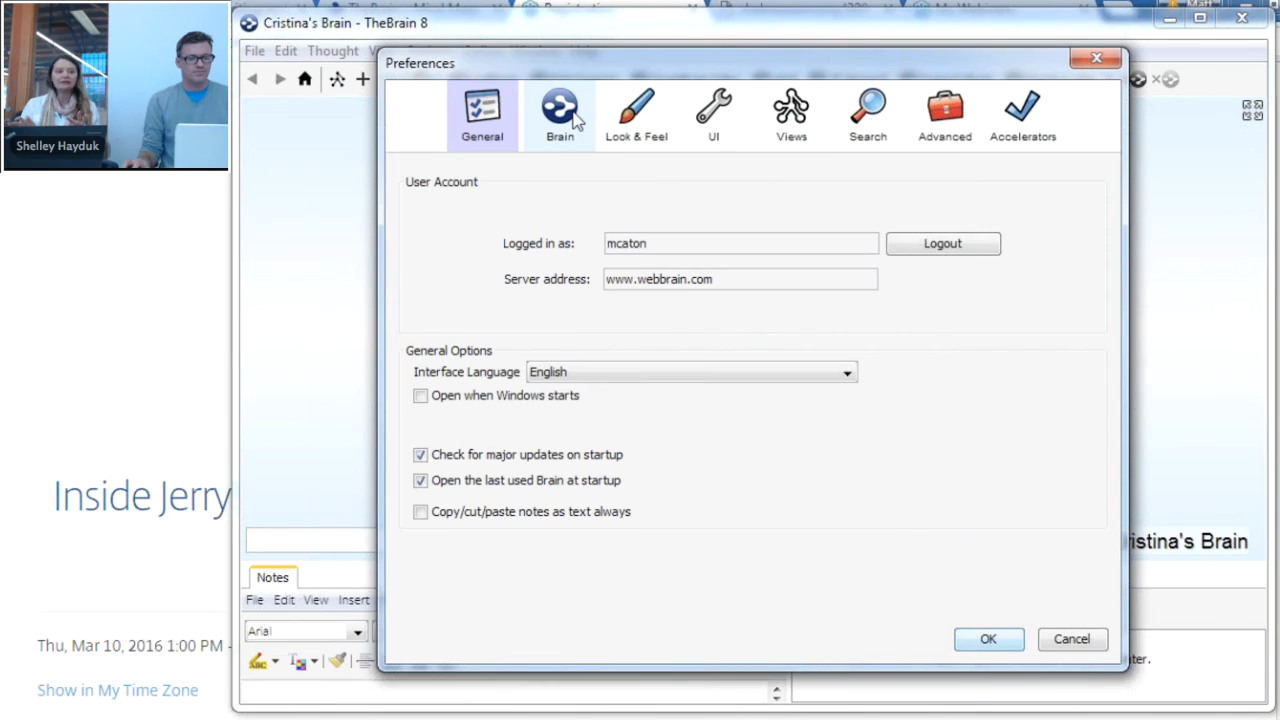 Cristina's Brain - TheBrain 8
File Edit Thought
Preferences
General Brain Look & Feel UI Views Search Advanced Accelerators
Shelley Hayduk
User Account
Logged in as: mcaton Logout
Server address: www.webbrain.com
General Options
Interface Language English
Open when Windows starts
Check for major updates on startup
Open the last used Brain at startup
Copy/cut/paste notes as text always
Inside Jerry
ristina's Brain
Notes
File Edit View Insert
Arial
OK Cancel
Thu, Mar 10, 2016 1:00 PM -
ter.
ABC
Show in My Time Zone